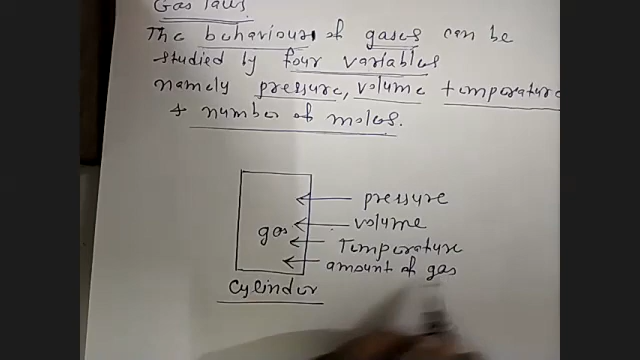 Gas laws
The behaviour of gases can be
studied by four variables
namely pressure, volume temperature
& number of moles.
gas
pressure
volume
Temperature
amount of gas
Cylinder